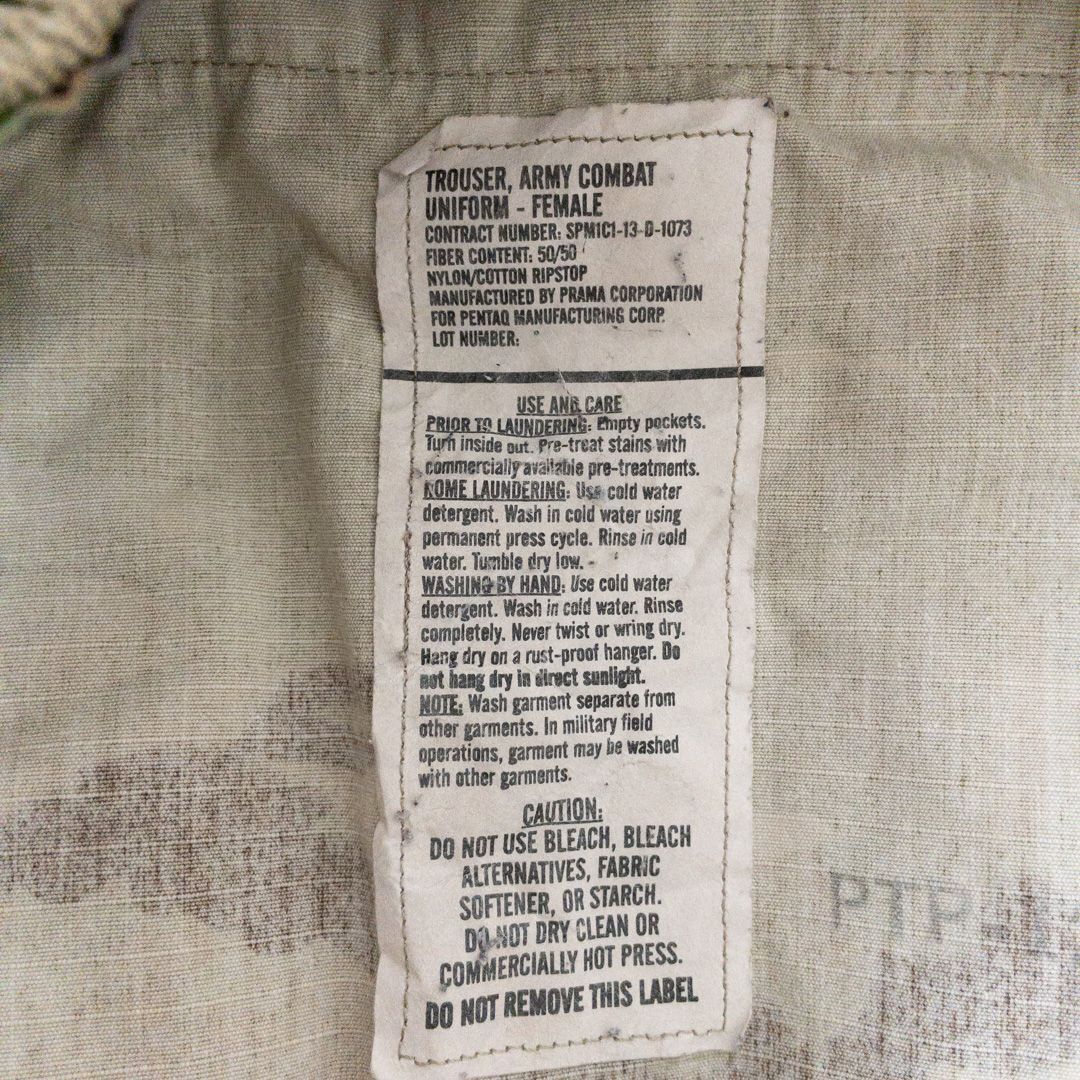 TROUSER, ARMY COMBAT
UNIFORM - FEMALE
CONTRACT NUMBER: SPM1C1-13-D-1073
FIBER CONTENT: 50/50
NYLON/COTTON RIPSTOP
MANUFACTURED BY PRAMA CORPORATION
FOR PENTAQ MANUFACTURING CORP.
LOT NUMBER:
USE AND CARE
PRIOR TO LAUNDERING: Empty pockets.
Turn inside out. Pre-treat stains with
commercially available pre-treatments.
HOME LAUNDERING: Use cold water
detergent. Wash in cold water using
permanent press cycle. Rinse in cold
water. Tumble dry low.
WASHING BY HAND: Use cold water
detergent. Wash in cold water. Rinse
completely. Never twist or wring dry.
Hang dry on a rust-proof hanger. Do
not hang dry in direct sunlight.
NOTE: Wash garment separate from
other garments. In military field
operations, garment may be washed
with other garments.
CAUTION:
DO NOT USE BLEACH, BLEACH
ALTERNATIVES, FABRIC
SOFTENER, OR STARCH.
DO NOT DRY CLEAN OR
COMMERCIALLY HOT PRESS.
DO NOT REMOVE THIS LABEL